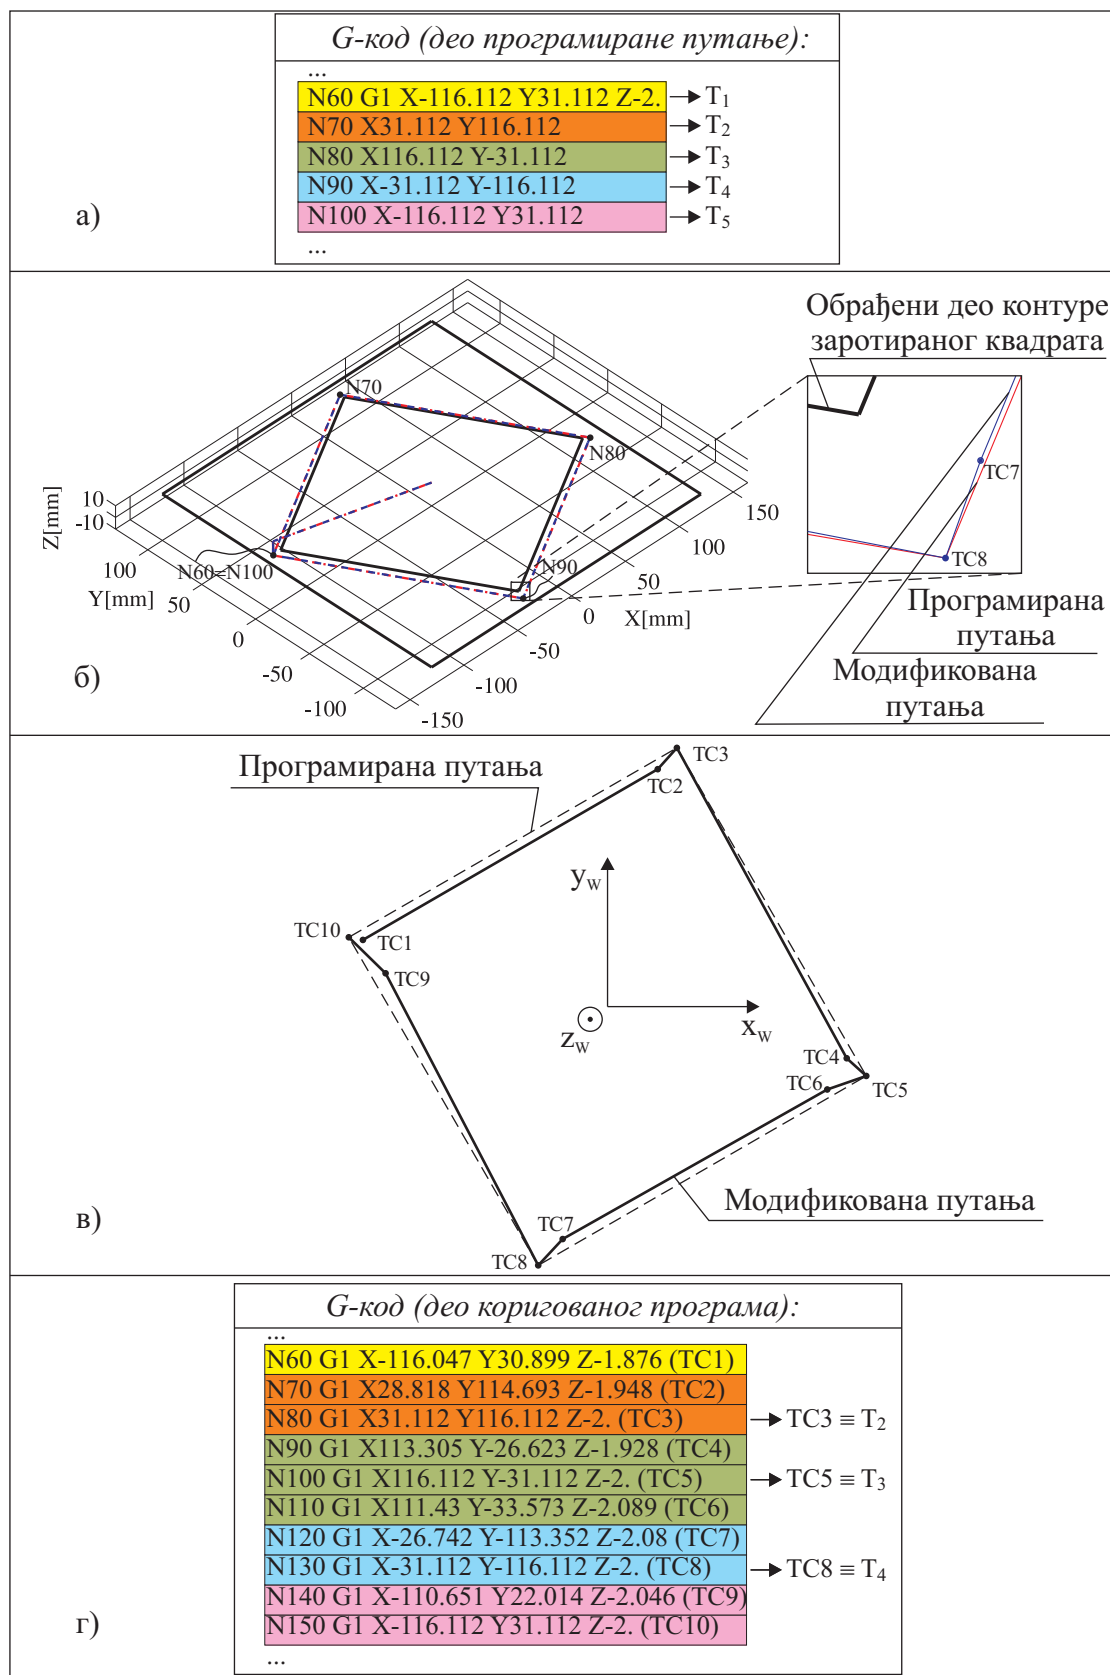 а)
G-код (део програмиране путање):
...
N60 G1 X-116.112 Y31.112 Z-2.
T1
N70 X31.112 Y116.112
T2
N80 X116.112 Y-31.112
T3
N90 X-31.112 Y-116.112
T4
N100 X-116.112 Y31.112
T5
...
б)
Обрађени део контуре
заротираног квадрата
N70
N80
N60=N100
N90
10
-10
Z[mm]
100
50
0
-50
-100
Y[mm]
150
100
50
0
-50
-100
-150
X[mm]
TC7
TC8
Програмирана
путања
Модификована
путања
в)
Програмирана путања
TC3
TC2
TC10
TC1
TC9
yw
xw
zw
TC4
TC5
TC6
TC7
TC8
Модификована путања
г)
G-код (део коригованог програма):
...
N60 G1 X-116.047 Y30.899 Z-1.876 (TC1)
N70 G1 X28.818 Y114.693 Z-1.948 (TC2)
N80 G1 X31.112 Y116.112 Z-2. (TC3)
TC3 ≡ T2
N90 G1 X113.305 Y-26.623 Z-1.928 (TC4)
N100 G1 X116.112 Y-31.112 Z-2. (TC5)
TC5 ≡ T3
N110 G1 X111.43 Y-33.573 Z-2.089 (TC6)
N120 G1 X-26.742 Y-113.352 Z-2.08 (TC7)
N130 G1 X-31.112 Y-116.112 Z-2. (TC8)
TC8 ≡ T4
N140 G1 X-110.651 Y22.014 Z-2.046 (TC9)
N150 G1 X-116.112 Y31.112 Z-2. (TC10)
...